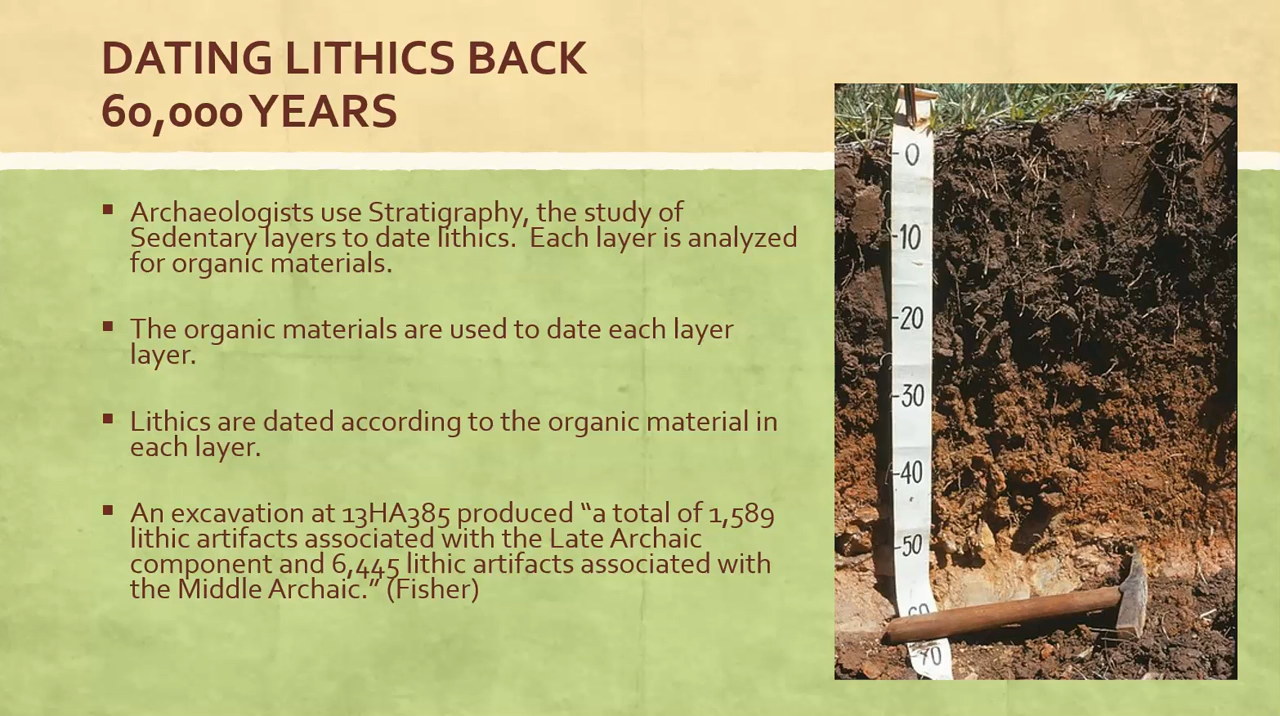 DATING LITHICS BACK
60,000 YEARS
▪ Archaeologists use Stratigraphy, the study of
Sedentary layers to date lithics.  Each layer is analyzed
for organic materials.
▪ The organic materials are used to date each layer
layer.
▪ Lithics are dated according to the organic material in
each layer.
▪ An excavation at 13HA385 produced “a total of 1,589
lithic artifacts associated with the Late Archaic
component and 6,445 lithic artifacts associated with
the Middle Archaic.” (Fisher)
-0
-10
-20
-30
-40
-50
60
-70